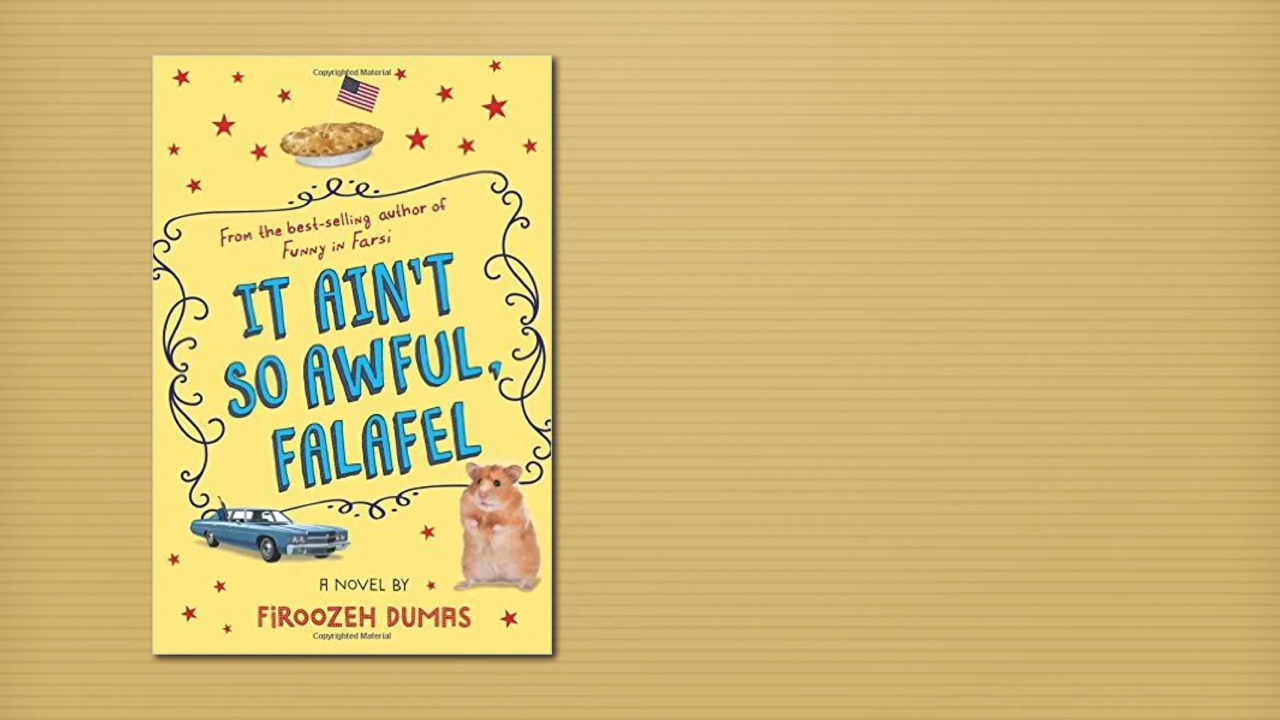 Copyrighted Material
From the best-selling author of
Funny in Farsi
IT AIN'T
SO AWFUL,
FALAFEL
A NOVEL BY
FIROOZEH DUMAS
Copyrighted Material